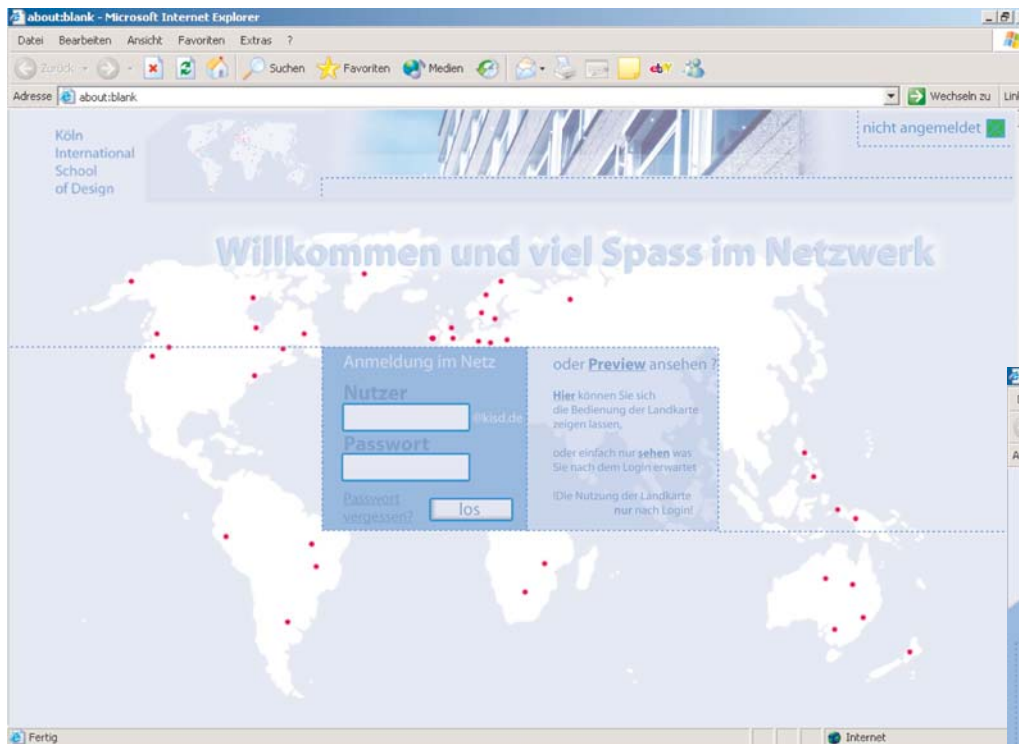 about:blank - Microsoft Internet Explorer
Datei Bearbeiten Ansicht Favoriten Extras ?
Zurück Suchen Favoriten Medien
Adresse about:blank Wechseln zu
nicht angemeldet
Köln
International
School
of Design
Willkommen und viel Spass im Netzwerk
Anmeldung im Netz
Nutzer
@kisd.de
Passwort
Passwort
vergessen?
los
oder Preview ansehen ?
Hier können Sie sich
die Bedienung der Landkarte
zeigen lassen,
oder einfach nur sehen was
Sie nach dem Login erwartet
!Die Nutzung der Landkarte
nur nach Login!
Fertig Internet